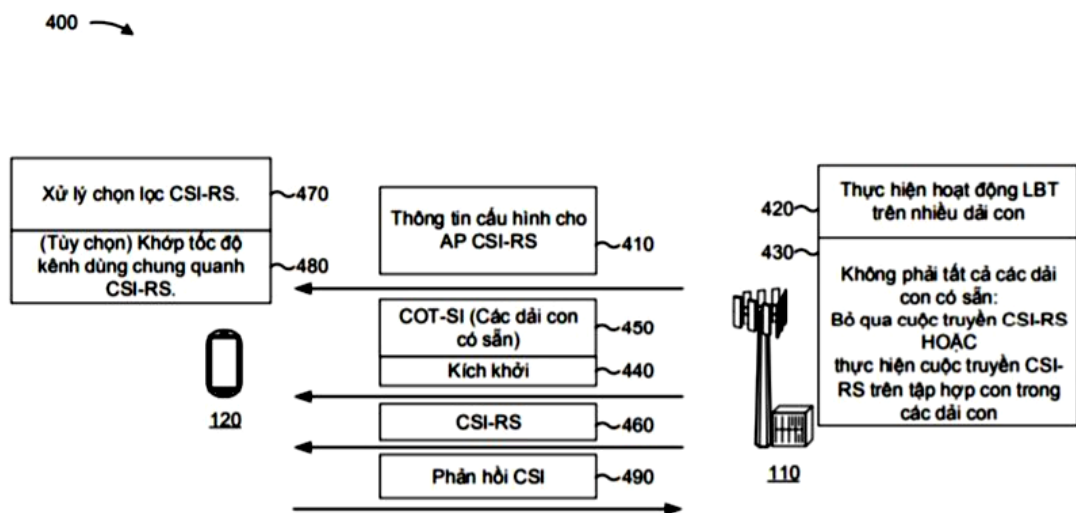 400
Xử lý chọn lọc CSI-RS.
470
(Tùy chọn) Khớp tốc độ
kênh dùng chung quanh
CSI-RS.
480
120
Thông tin cấu hình cho
AP CSI-RS
410
COT-SI (Các dải con
có sẵn)
450
Kích khởi
440
CSI-RS
460
Phản hồi CSI
490
420
Thực hiện hoạt động LBT
trên nhiều dải con
430
Không phải tất cả các dải
con có sẵn:
Bỏ qua cuộc truyền CSI-RS
HOẶC
thực hiện cuộc truyền CSI-
RS trên tập hợp con trong
các dải con
110